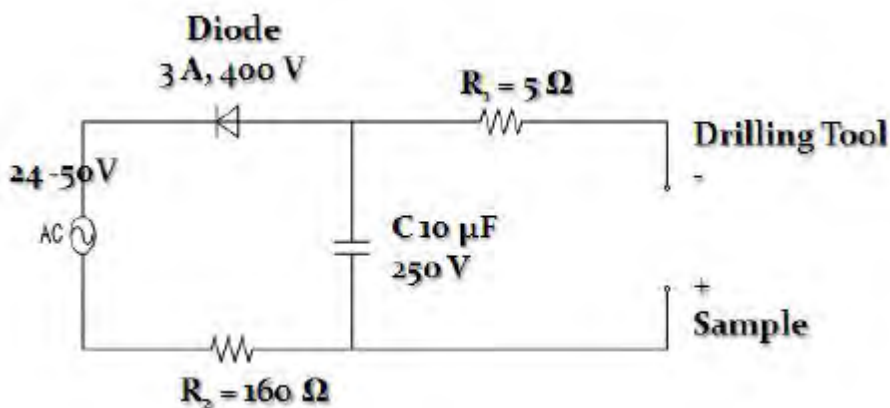 Diode
3 A, 400 V
R₁ = 5 Ω
Drilling Tool
-
24 -50V
AC
C 10 µF
250 V
+
Sample
R₂ = 160 Ω